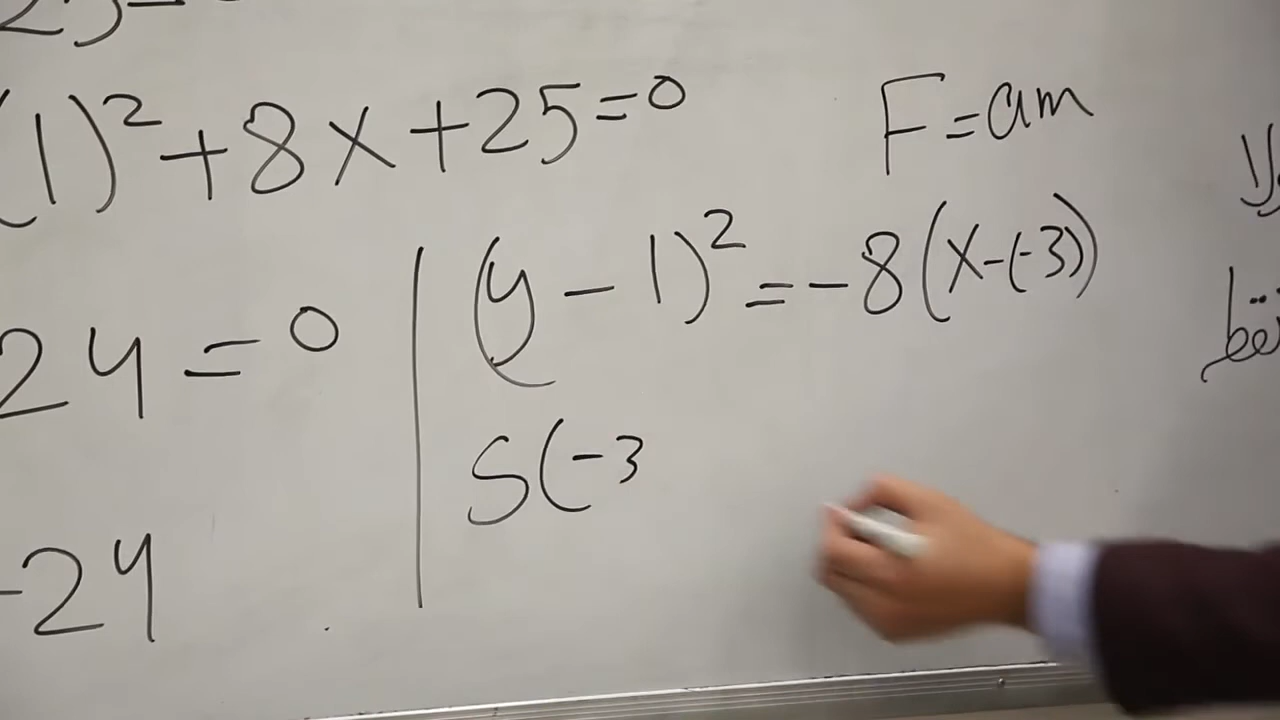 (1)²+8x+25=0
F=am
24=0
(y-1)²=-8(x-(-3))
S(-3
-24